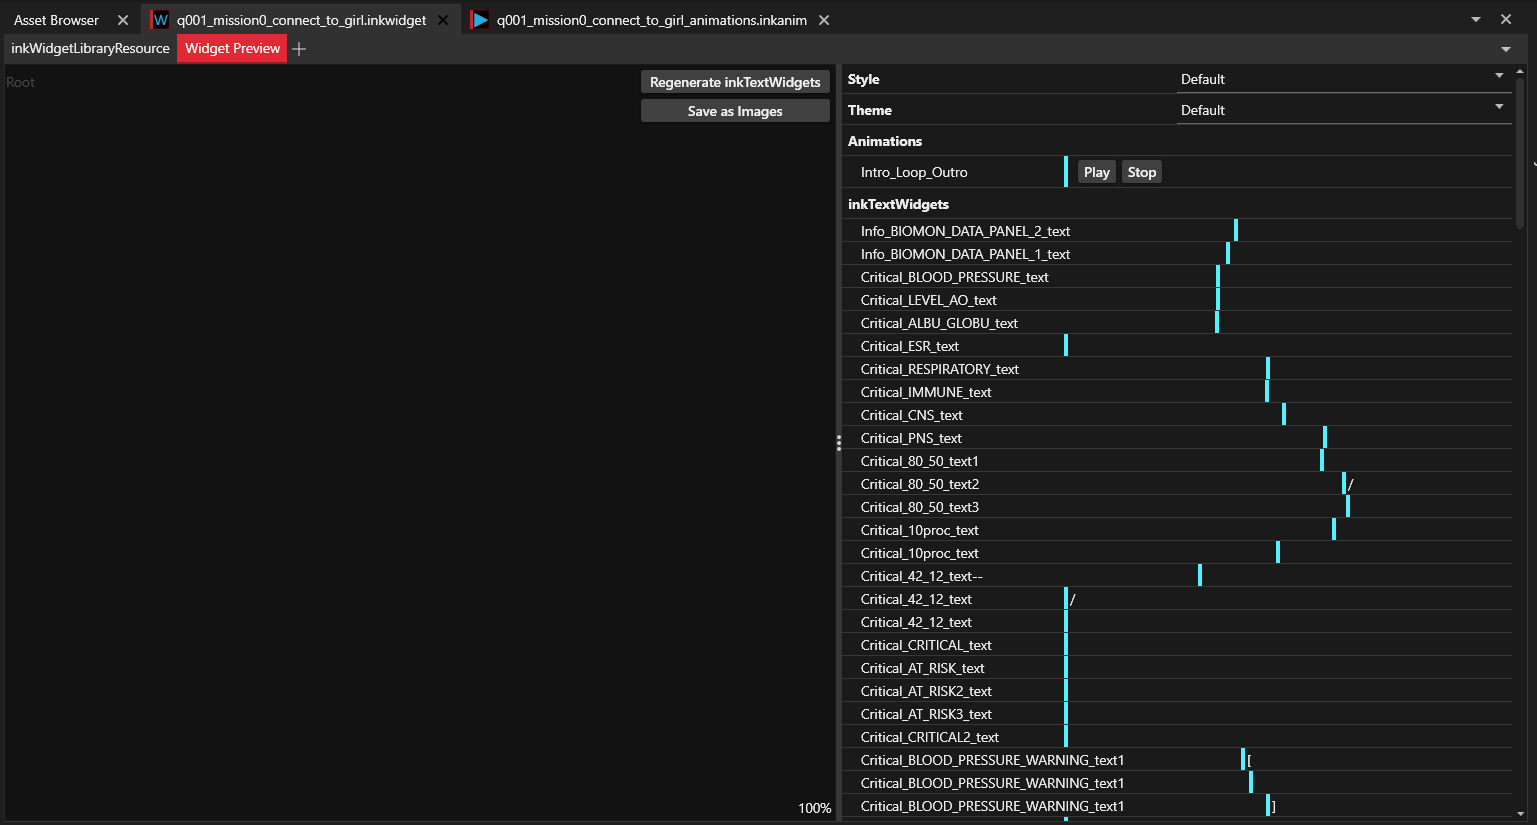 Asset Browser
W q001_mission0_connect_to_girl.inkwidget
q001_mission0_connect_to_girl_animations.inkanim
inkWidgetLibraryResource
Widget Preview
Root
Regenerate inkTextWidgets
Save as Images
100%
Style Default
Theme Default
Animations
Intro_Loop_Outro Play Stop
inkTextWidgets
Info_BIOMON_DATA_PANEL_2_text
Info_BIOMON_DATA_PANEL_1_text
Critical_BLOOD_PRESSURE_text
Critical_LEVEL_AO_text
Critical_ALBU_GLOBU_text
Critical_ESR_text
Critical_RESPIRATORY_text
Critical_IMMUNE_text
Critical_CNS_text
Critical_PNS_text
Critical_80_50_text1
Critical_80_50_text2 /
Critical_80_50_text3
Critical_10proc_text
Critical_10proc_text
Critical_42_12_text--
Critical_42_12_text /
Critical_42_12_text
Critical_CRITICAL_text
Critical_AT_RISK_text
Critical_AT_RISK2_text
Critical_AT_RISK3_text
Critical_CRITICAL2_text
Critical_BLOOD_PRESSURE_WARNING_text1 [
Critical_BLOOD_PRESSURE_WARNING_text1
Critical_BLOOD_PRESSURE_WARNING_text1 ]